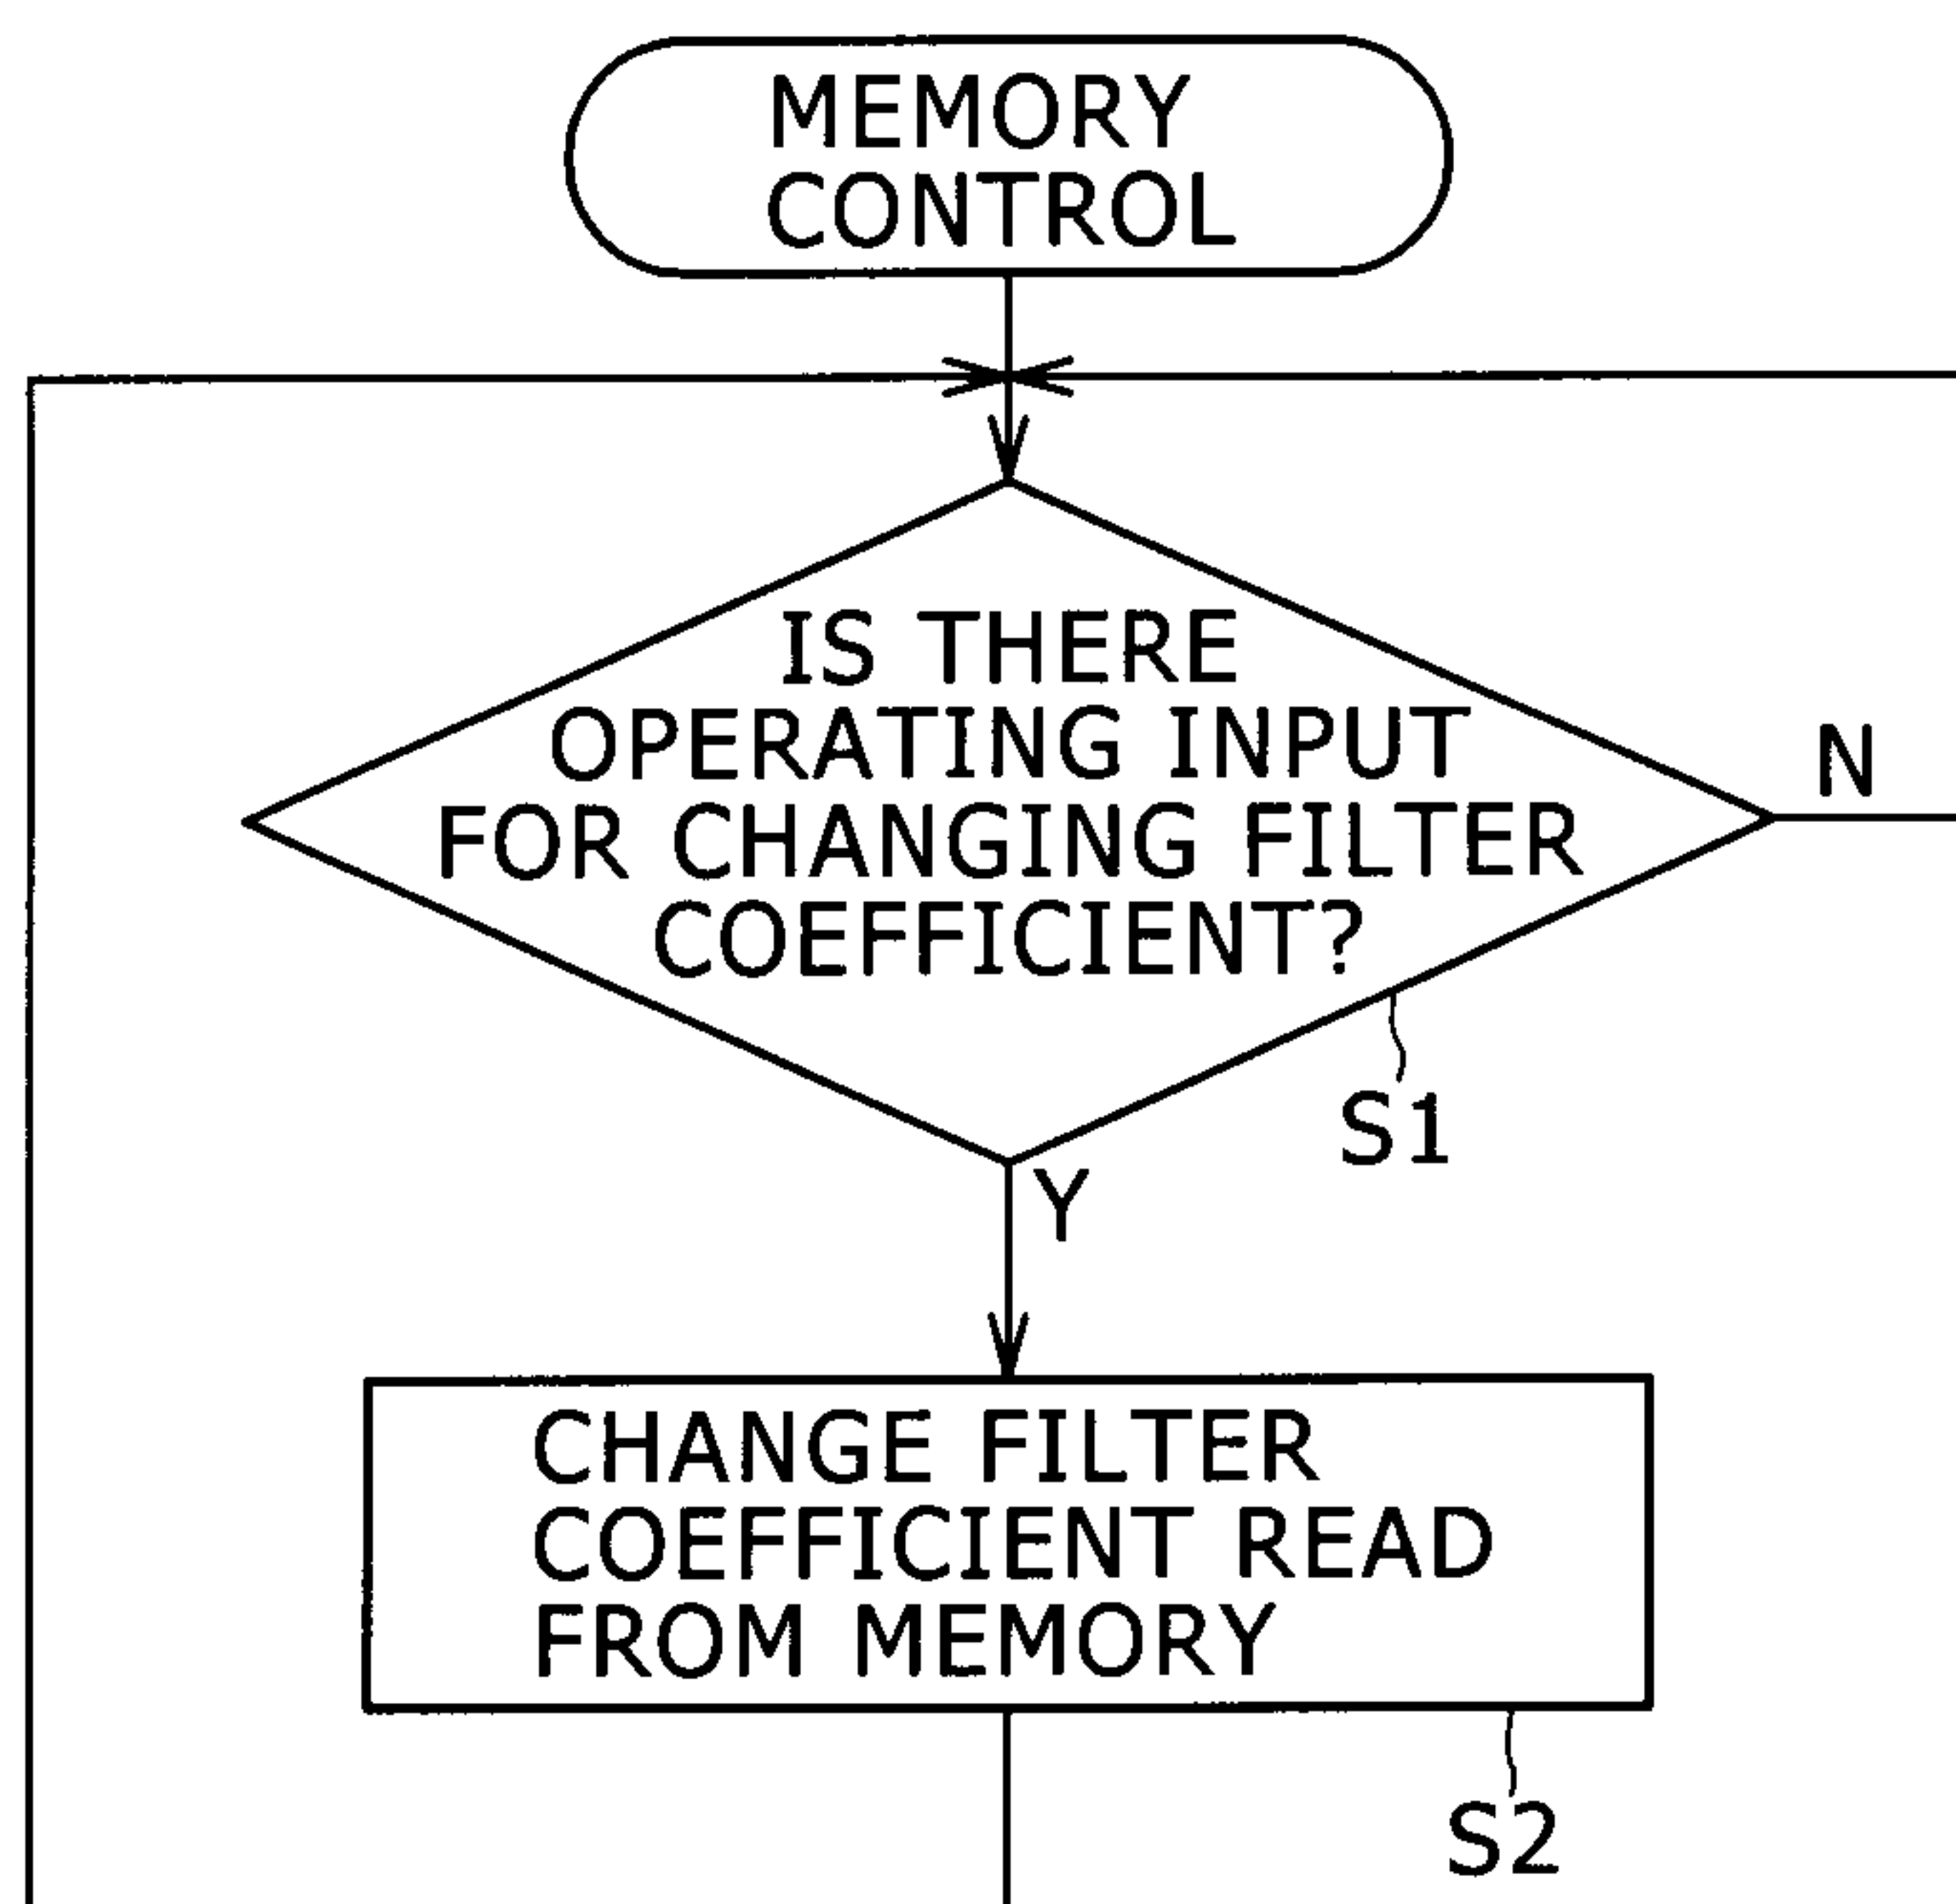 MEMORY
CONTROL
IS THERE
OPERATING INPUT
FOR CHANGING FILTER
COEFFICIENT?
N
S1
Y
CHANGE FILTER
COEFFICIENT READ
FROM MEMORY
S2